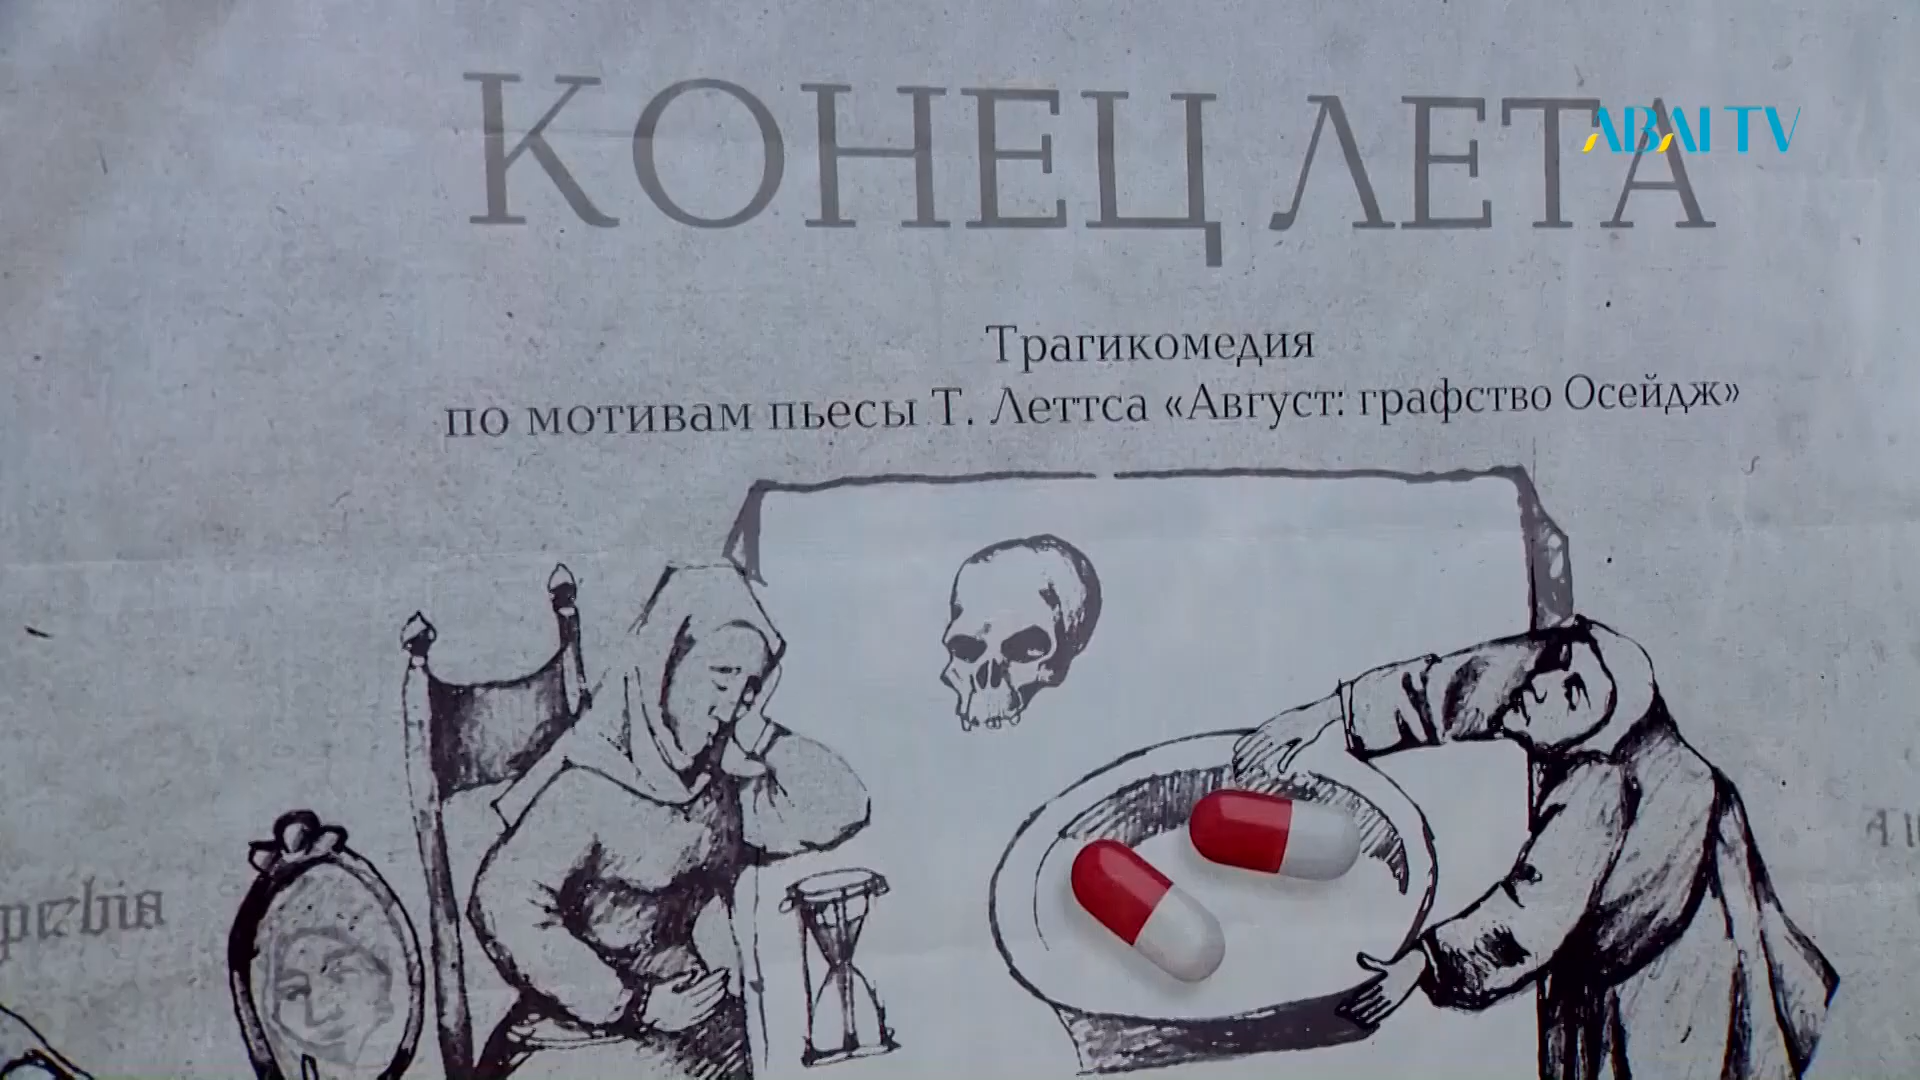 КОНЕЦ ЛЕТА
ABAI TV
Трагикомедия
по мотивам пьесы Т. Леттса «Август: графство Осейдж»